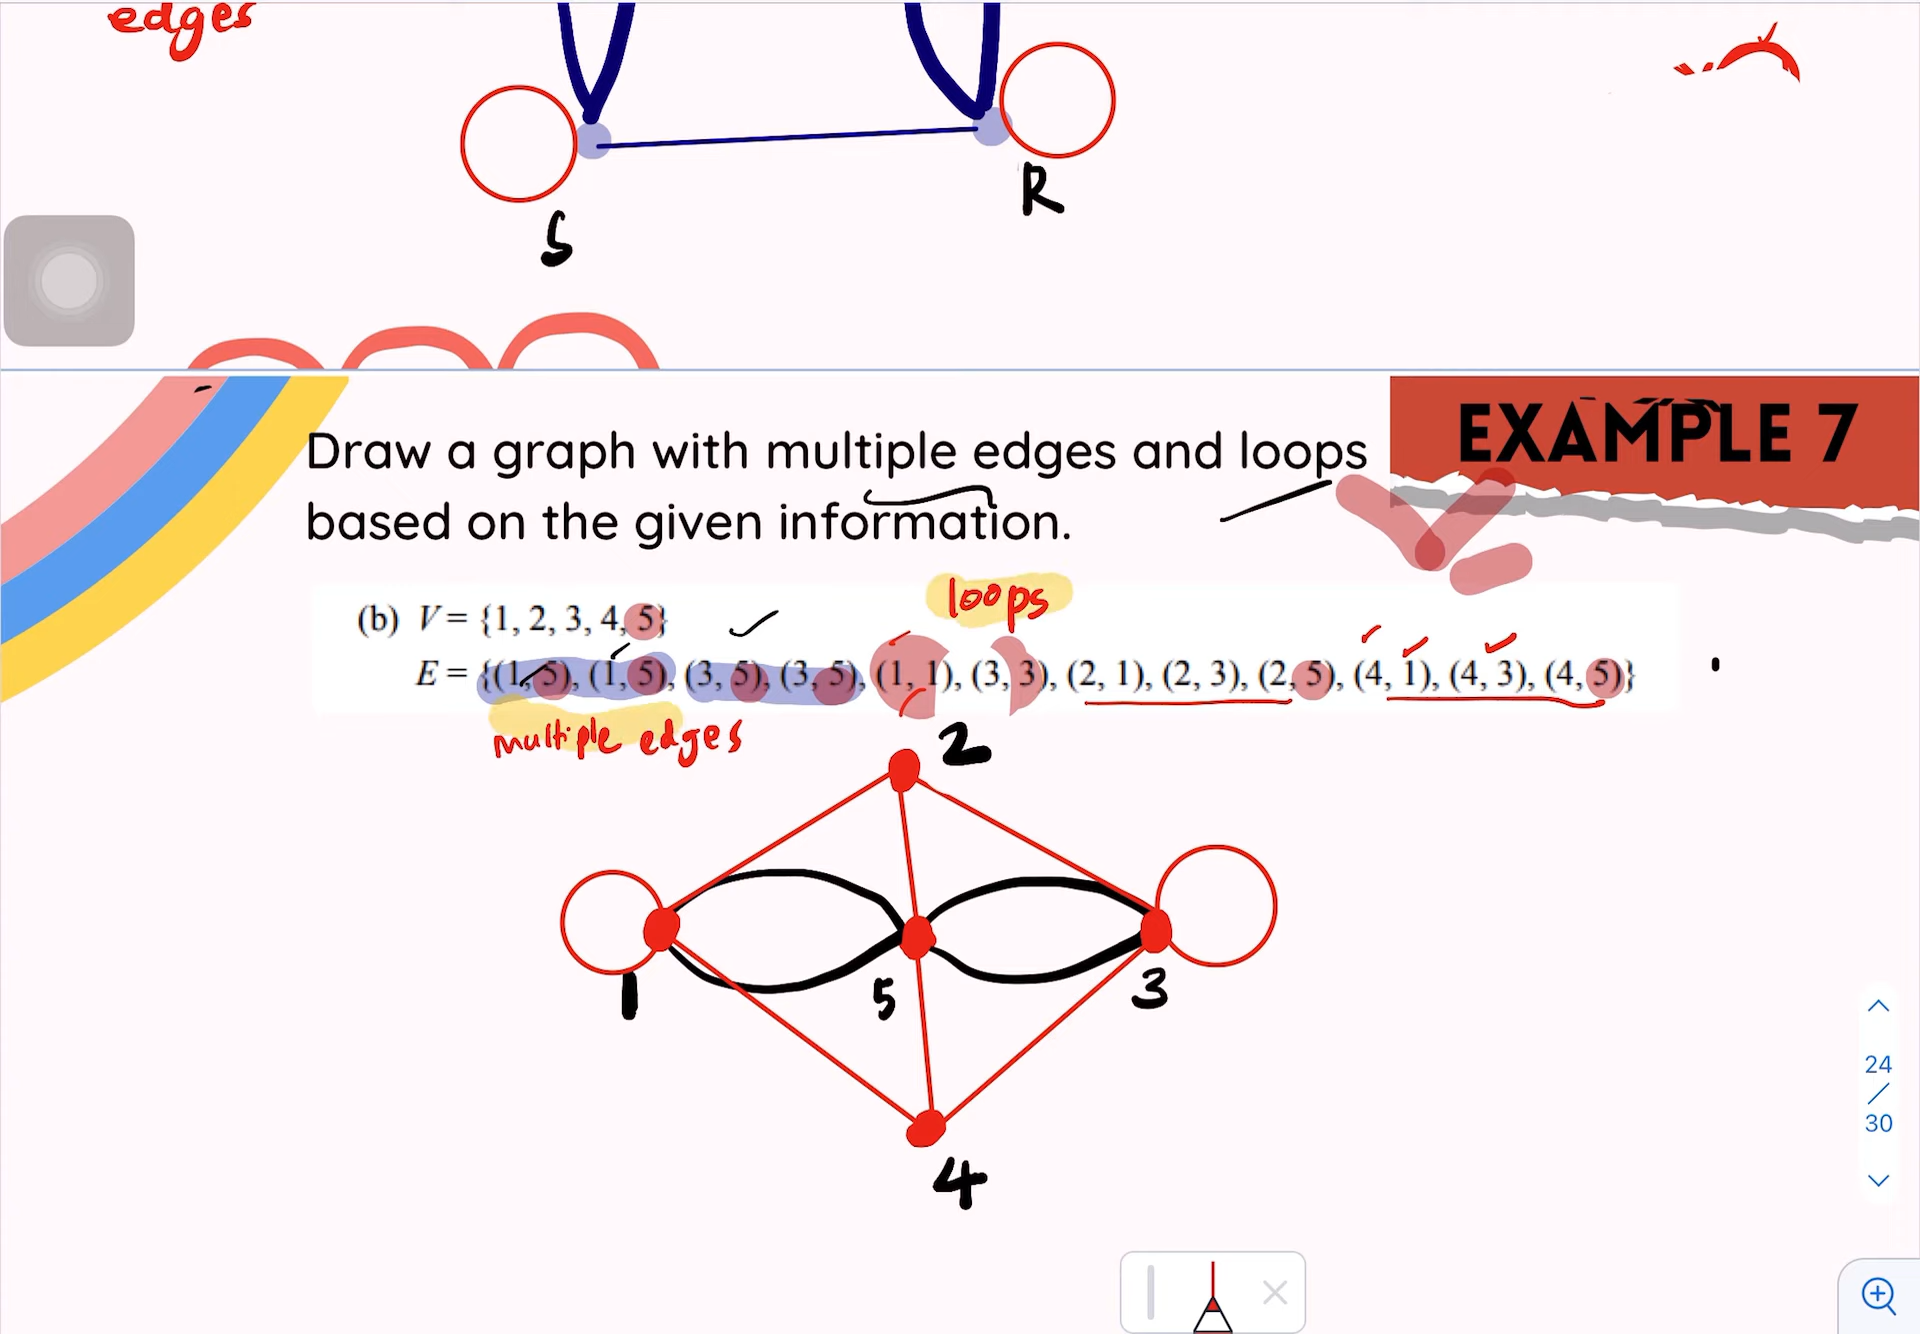 edges
R
S
EXAMPLE 7
Draw a graph with multiple edges and loops
based on the given information.
loops
(b) V = {1, 2, 3, 4, 5}
E = {(1, 5), (1, 5), (3, 5), (3, 5), (1, 1), (3, 3), (2, 1), (2, 3), (2, 5), (4, 1), (4, 3), (4, 5)}
multiple edges
2
1
5
3
4
24
/
30